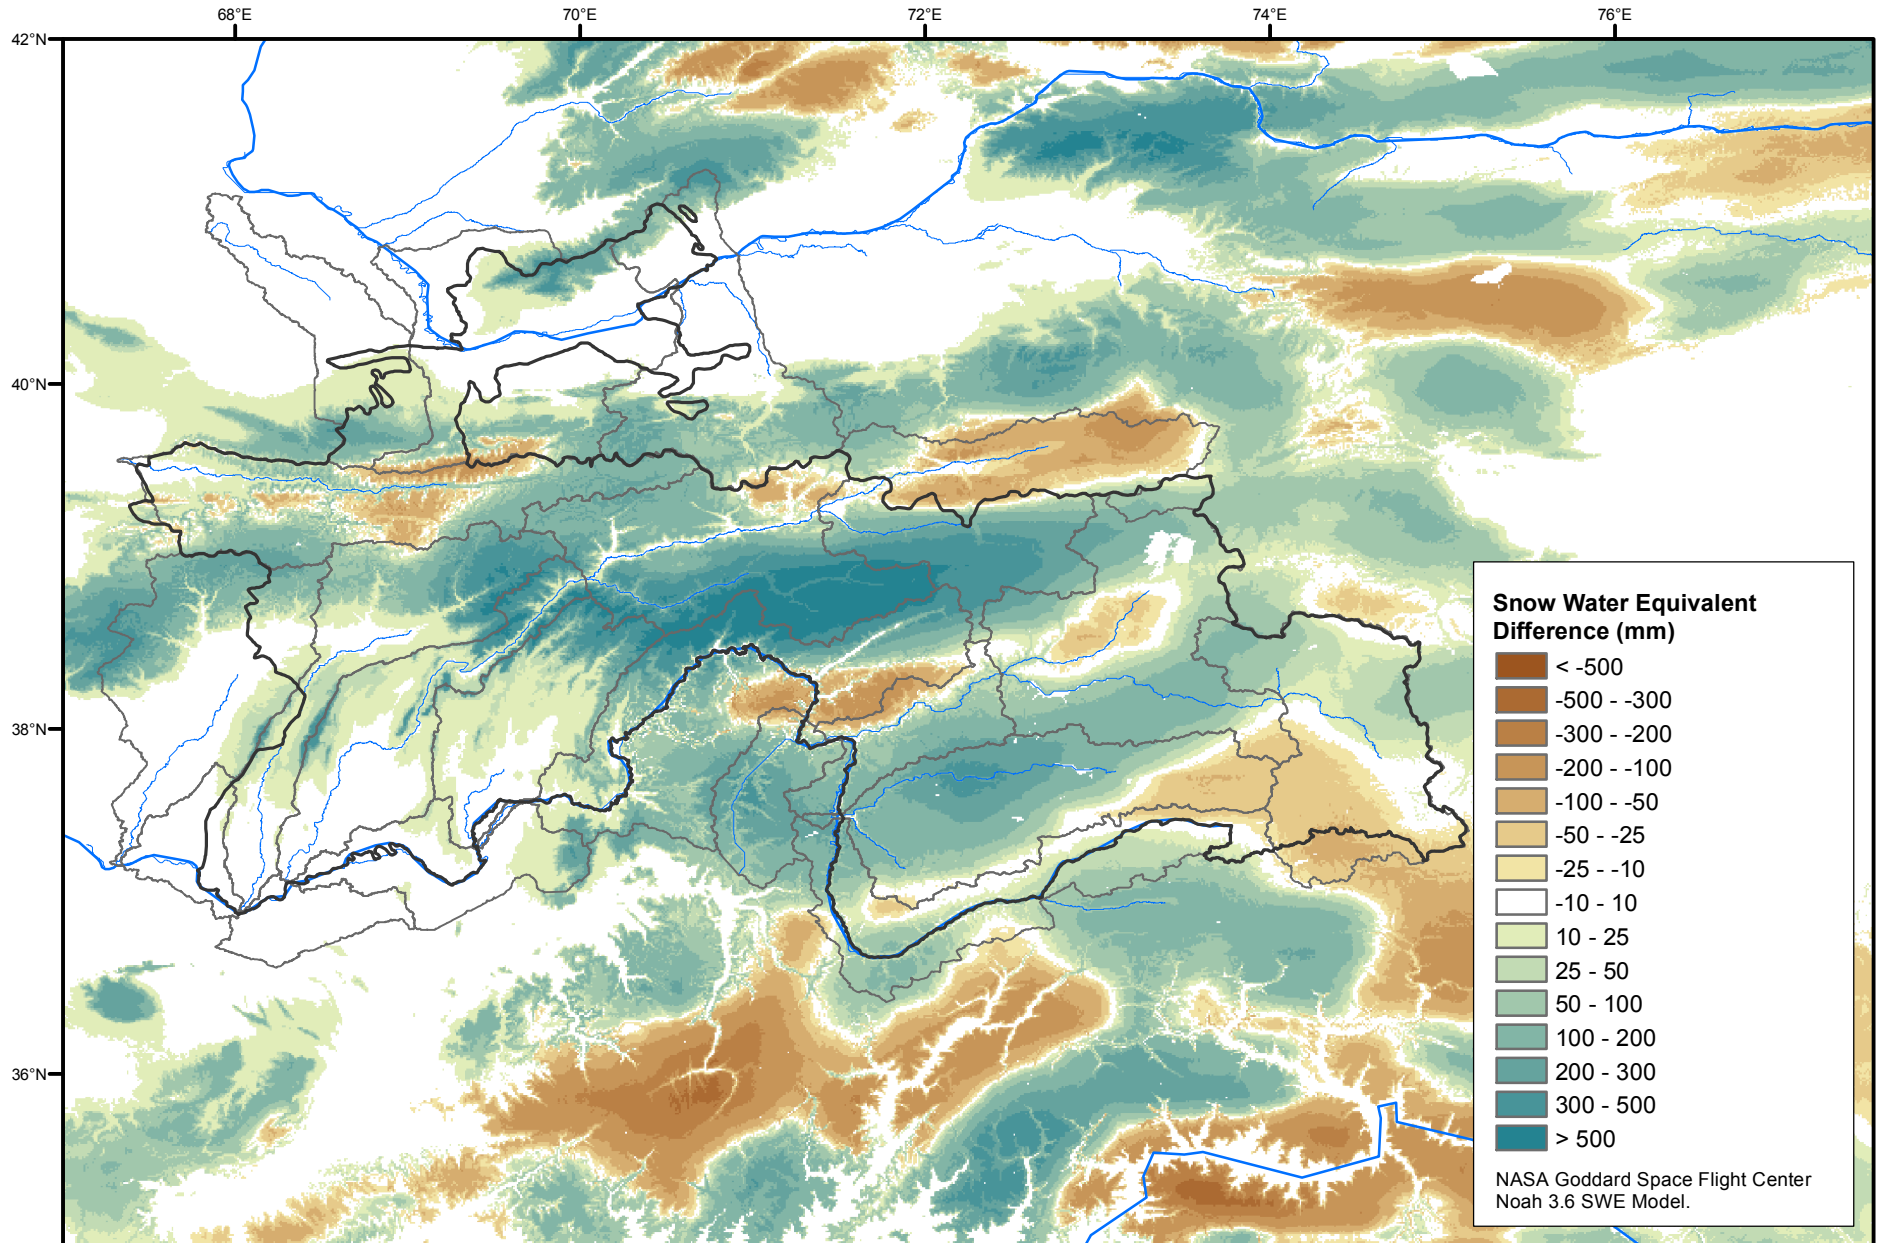 68°E
70°E
72°E
74°E
76°E
42°N
40°N
38°N
36°N
Snow Water Equivalent
Difference (mm)
< -500
-500 - -300
-300 - -200
-200 - -100
-100 - -50
-50 - -25
-25 - -10
-10 - 10
10 - 25
25 - 50
50 - 100
100 - 200
200 - 300
300 - 500
> 500
NASA Goddard Space Flight Center
Noah 3.6 SWE Model.